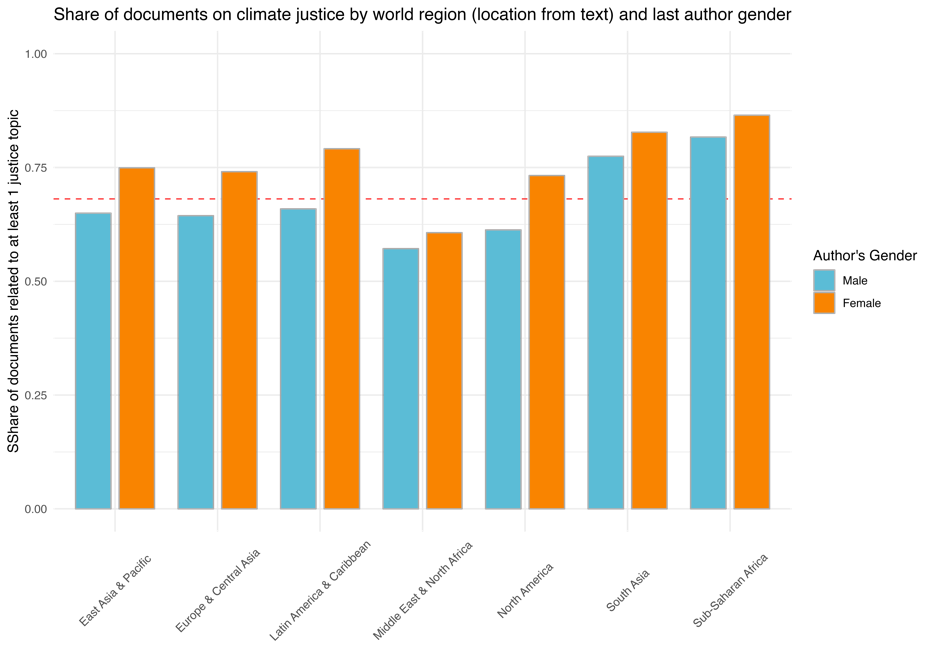 Share of documents on climate justice by world region (location from text) and last author gender
SShare of documents related to at least 1 justice topic
1.00
0.75
0.50
0.25
0.00
East Asia & Pacific
Europe & Central Asia
Latin America & Caribbean
Middle East & North Africa
North America
South Asia
Sub-Saharan Africa
Author's Gender
Male
Female